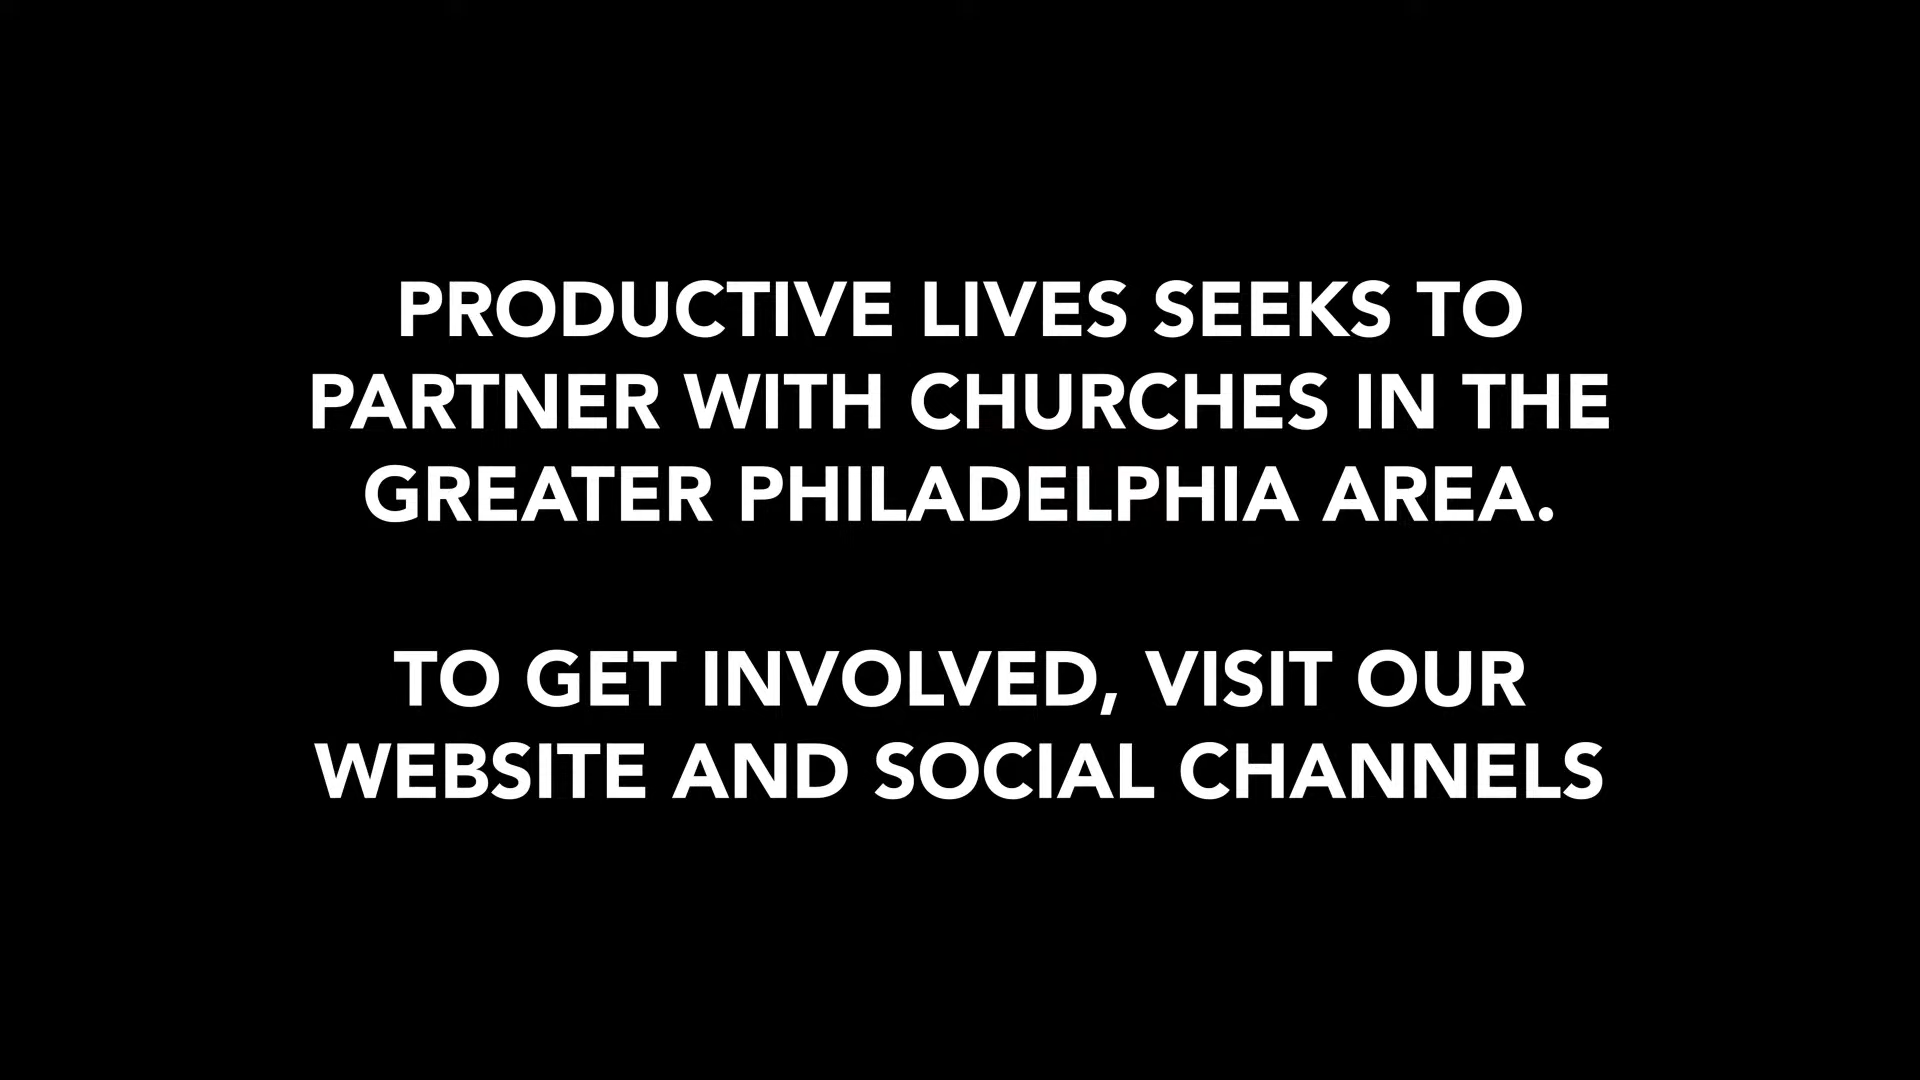 PRODUCTIVE LIVES SEEKS TO
PARTNER WITH CHURCHES IN THE
GREATER PHILADELPHIA AREA.
TO GET INVOLVED, VISIT OUR
WEBSITE AND SOCIAL CHANNELS